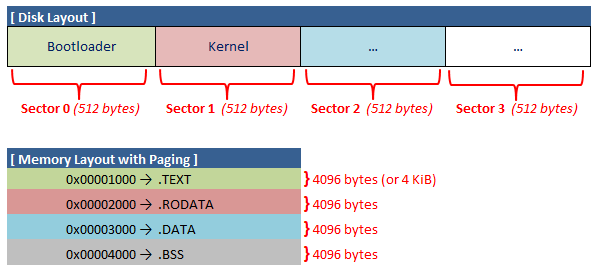 [ Disk Layout ]
Bootloader Kernel ... ...
Sector 0 (512 bytes) Sector 1 (512 bytes) Sector 2 (512 bytes) Sector 3 (512 bytes)
[ Memory Layout with Paging ]
0x00001000 → .TEXT } 4096 bytes (or 4 KiB)
0x00002000 → .RODATA } 4096 bytes
0x00003000 → .DATA } 4096 bytes
0x00004000 → .BSS } 4096 bytes